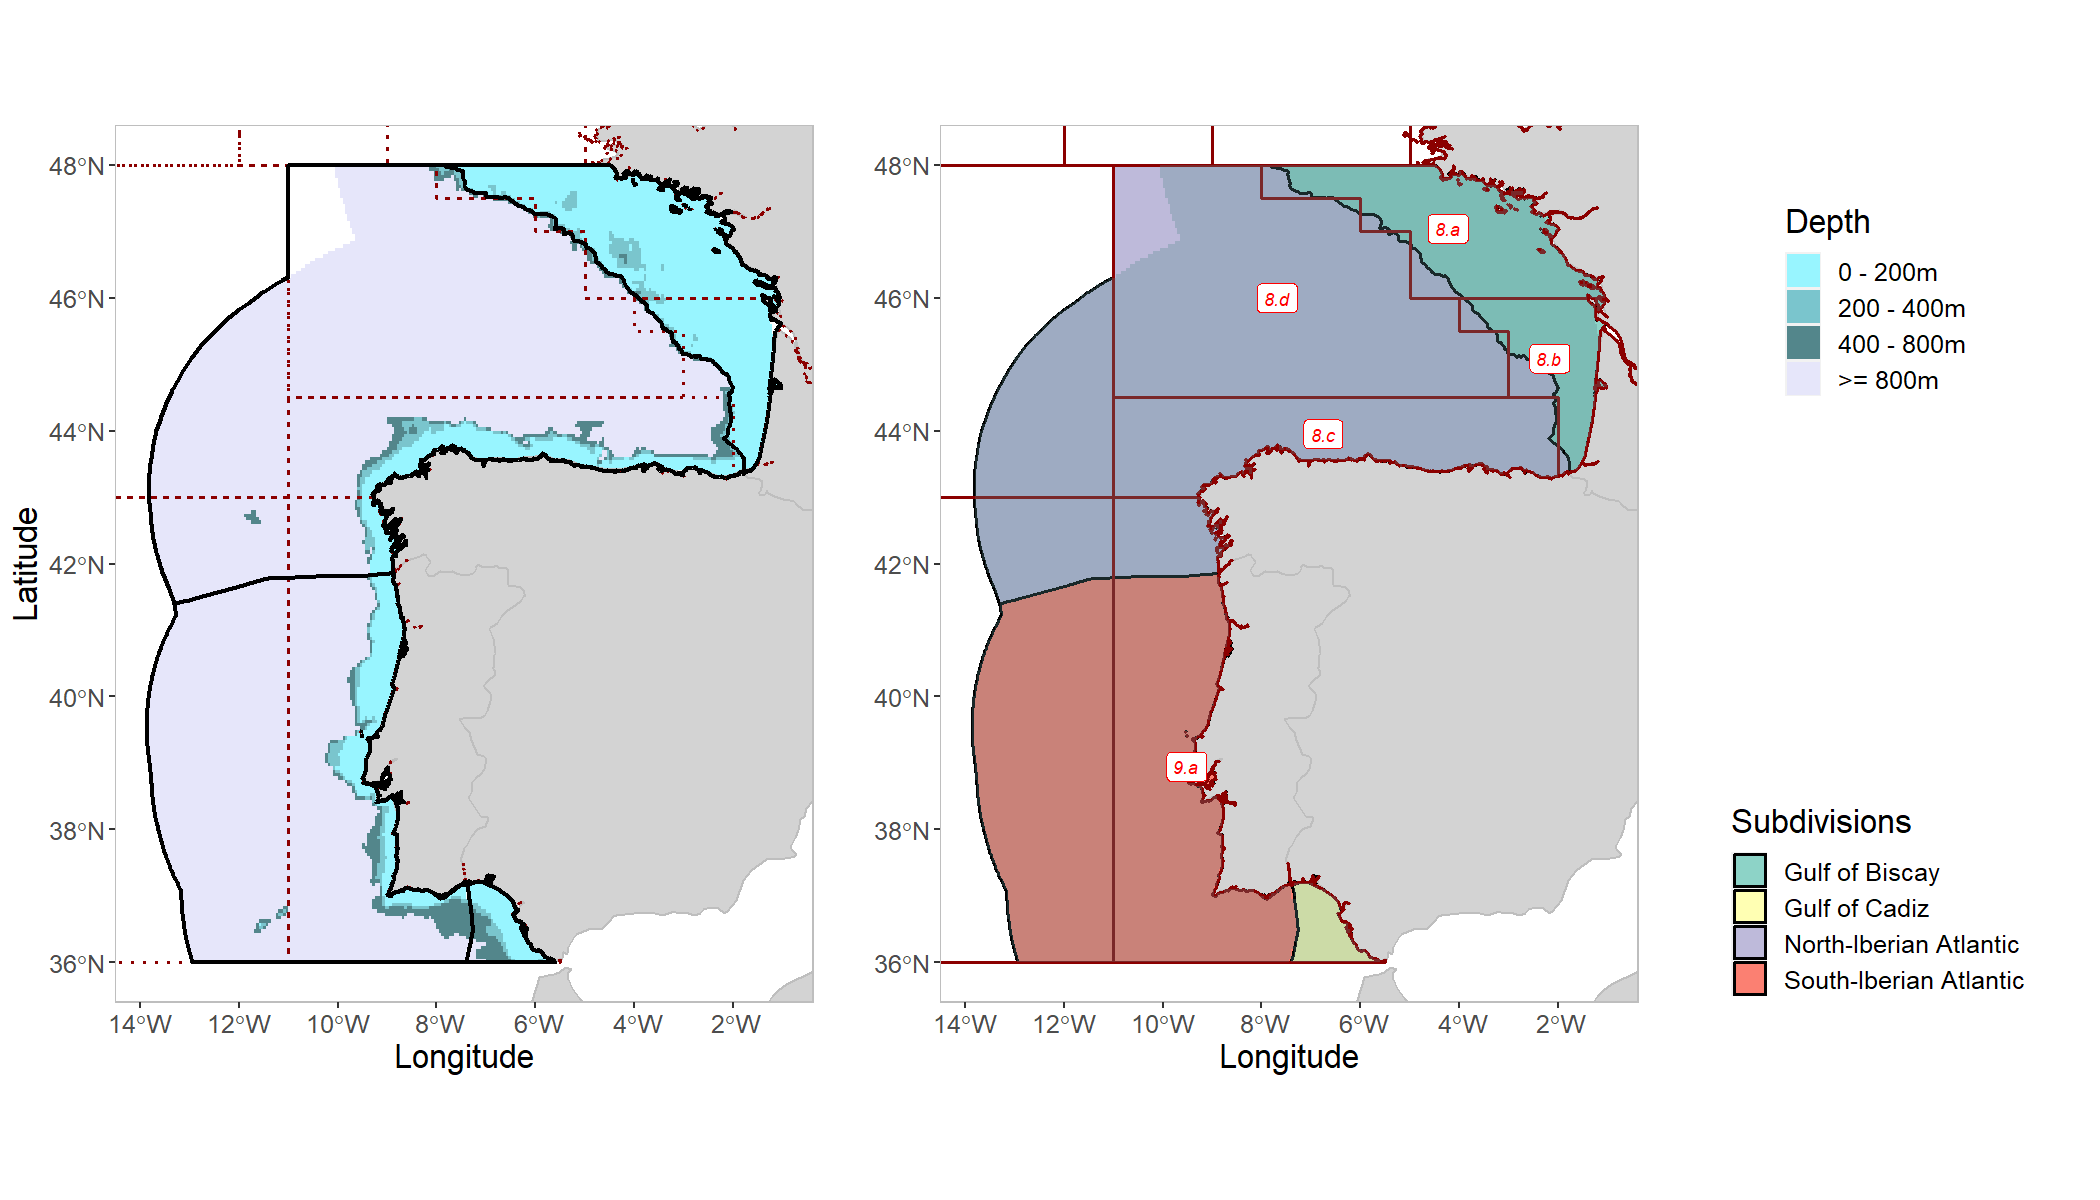 Latitude
48°N
46°N
44°N
42°N
40°N
38°N
36°N
14°W 12°W 10°W 8°W 6°W 4°W 2°W
Longitude
48°N
46°N
44°N
42°N
40°N
38°N
36°N
8.a
8.d
8.b
8.c
9.a
14°W 12°W 10°W 8°W 6°W 4°W 2°W
Longitude
Depth
0 - 200m
200 - 400m
400 - 800m
>= 800m
Subdivisions
Gulf of Biscay
Gulf of Cadiz
North-Iberian Atlantic
South-Iberian Atlantic